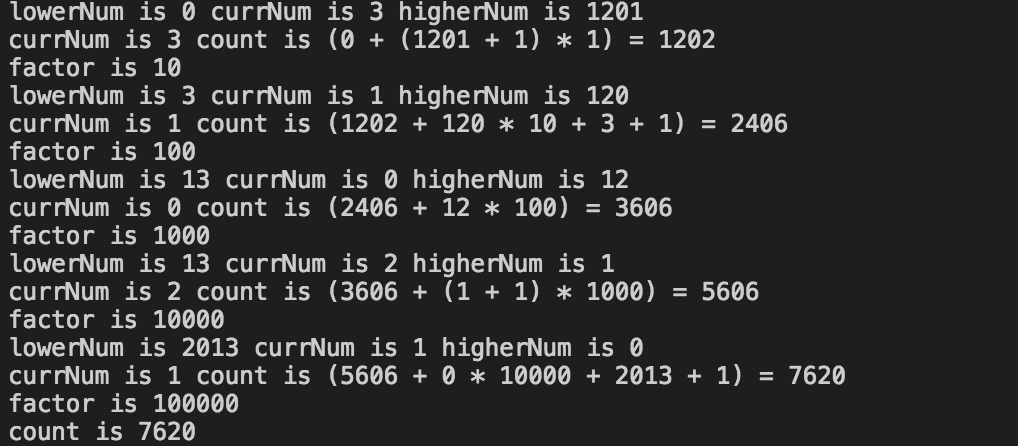 lowerNum is 0 currNum is 3 higherNum is 1201
currNum is 3 count is (0 + (1201 + 1) * 1) = 1202
factor is 10
lowerNum is 3 currNum is 1 higherNum is 120
currNum is 1 count is (1202 + 120 * 10 + 3 + 1) = 2406
factor is 100
lowerNum is 13 currNum is 0 higherNum is 12
currNum is 0 count is (2406 + 12 * 100) = 3606
factor is 1000
lowerNum is 13 currNum is 2 higherNum is 1
currNum is 2 count is (3606 + (1 + 1) * 1000) = 5606
factor is 10000
lowerNum is 2013 currNum is 1 higherNum is 0
currNum is 1 count is (5606 + 0 * 10000 + 2013 + 1) = 7620
factor is 100000
count is 7620